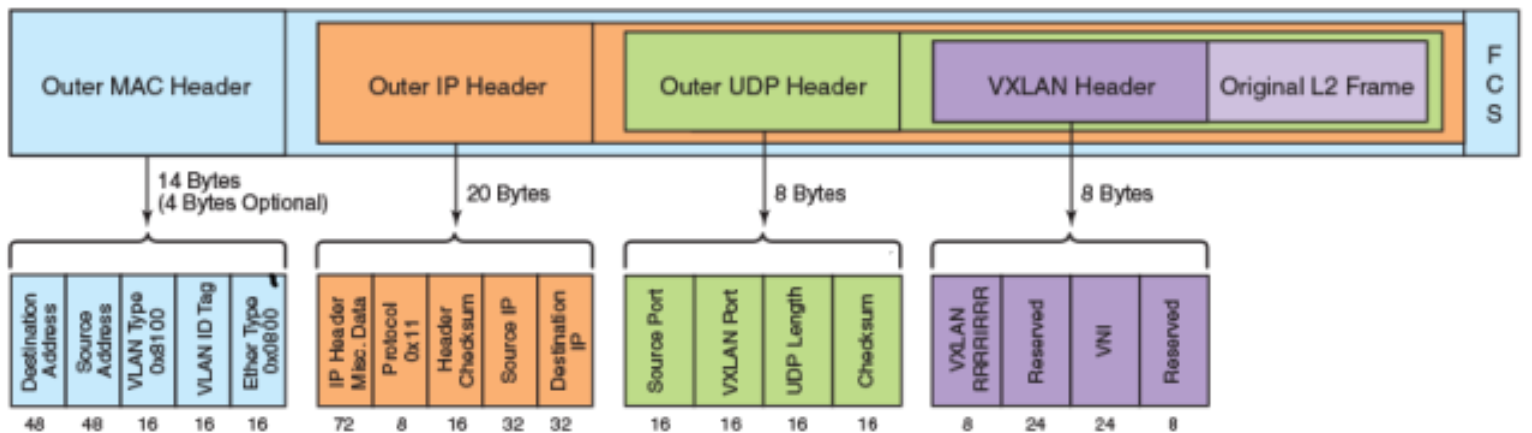 Outer MAC Header
Outer IP Header
Outer UDP Header
VXLAN Header
Original L2 Frame
F
C
S
14 Bytes
(4 Bytes Optional)
20 Bytes
8 Bytes
8 Bytes
Destination
Address
Source
Address
VLAN Type
0x8100
VLAN ID Tag
Ether Type
0x0800
IP Header
Misc. Data
Protocol
0x11
Header
Checksum
Source IP
Destination
IP
Source Port
VXLAN Port
UDP Length
Checksum
VXLAN
RRRRIRRR
Reserved
VNI
Reserved
48 48 16 16 16 72 8 16 32 32 16 16 16 16 8 24 24 8